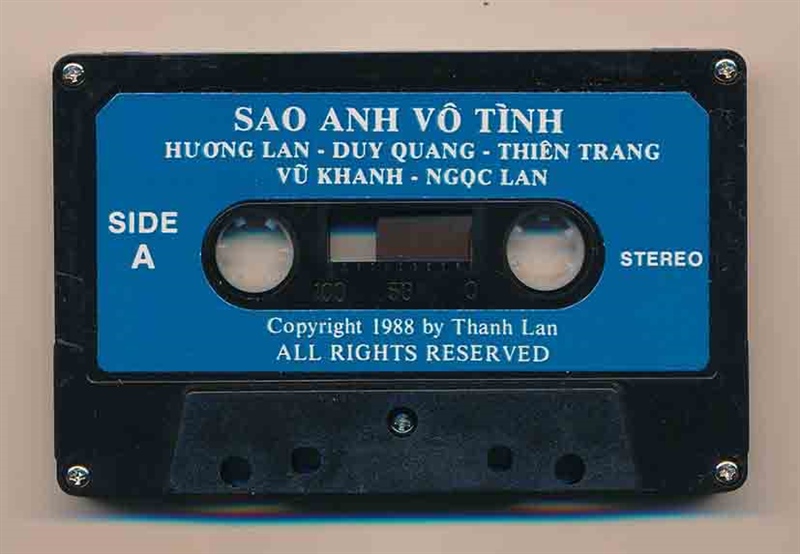 SAO ANH VÔ TÌNH
HƯƠNG LAN - DUY QUANG - THIÊN TRANG
VŨ KHANH - NGỌC LAN
SIDE
A
STEREO
100 50 0
Copyright 1988 by Thanh Lan
ALL RIGHTS RESERVED